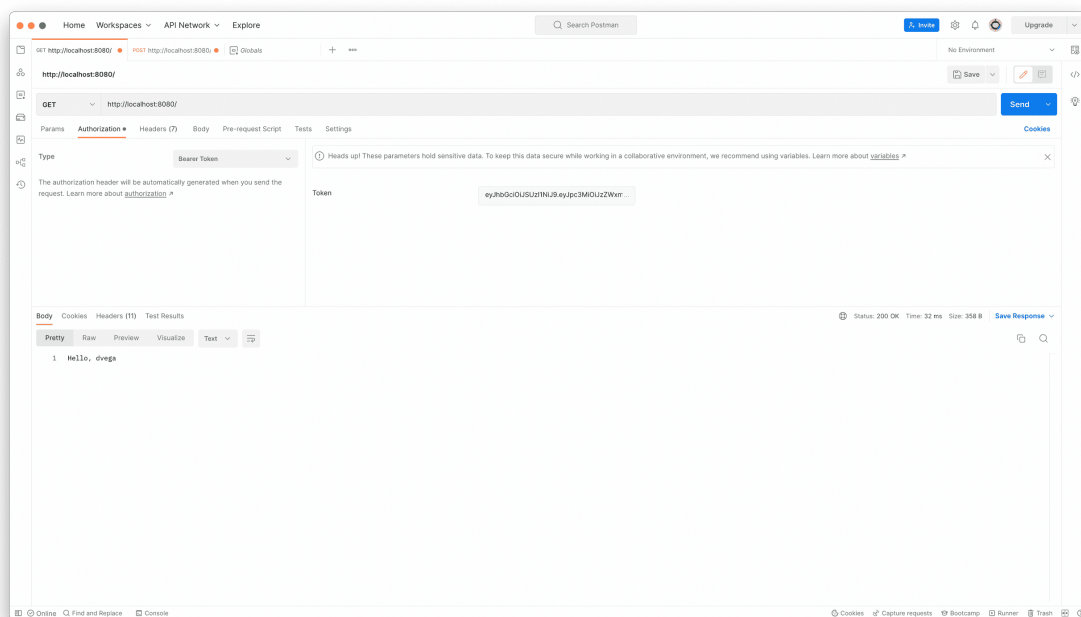 Home Workspaces API Network Explore Search Postman Invite Upgrade
GET http://localhost:8080/ POST http://localhost:8080/ Globals No Environment
http://localhost:8080/ Save
GET http://localhost:8080/ Send
Params Authorization Headers (7) Body Pre-request Script Tests Settings Cookies
Type Bearer Token
Heads up! These parameters hold sensitive data. To keep this data secure while working in a collaborative environment, we recommend using variables. Learn more about variables
The authorization header will be automatically generated when you send the
request. Learn more about authorization
Token eyJhbGciOiJSUzI1NiJ9.eyJpc3MiOiJzZWxm...
Body Cookies Headers (11) Test Results Status: 200 OK Time: 32 ms Size: 358 B Save Response
Pretty Raw Preview Visualize Text
1 Hello, dvega
Online Find and Replace Console Cookies Capture requests Bootcamp Runner Trash